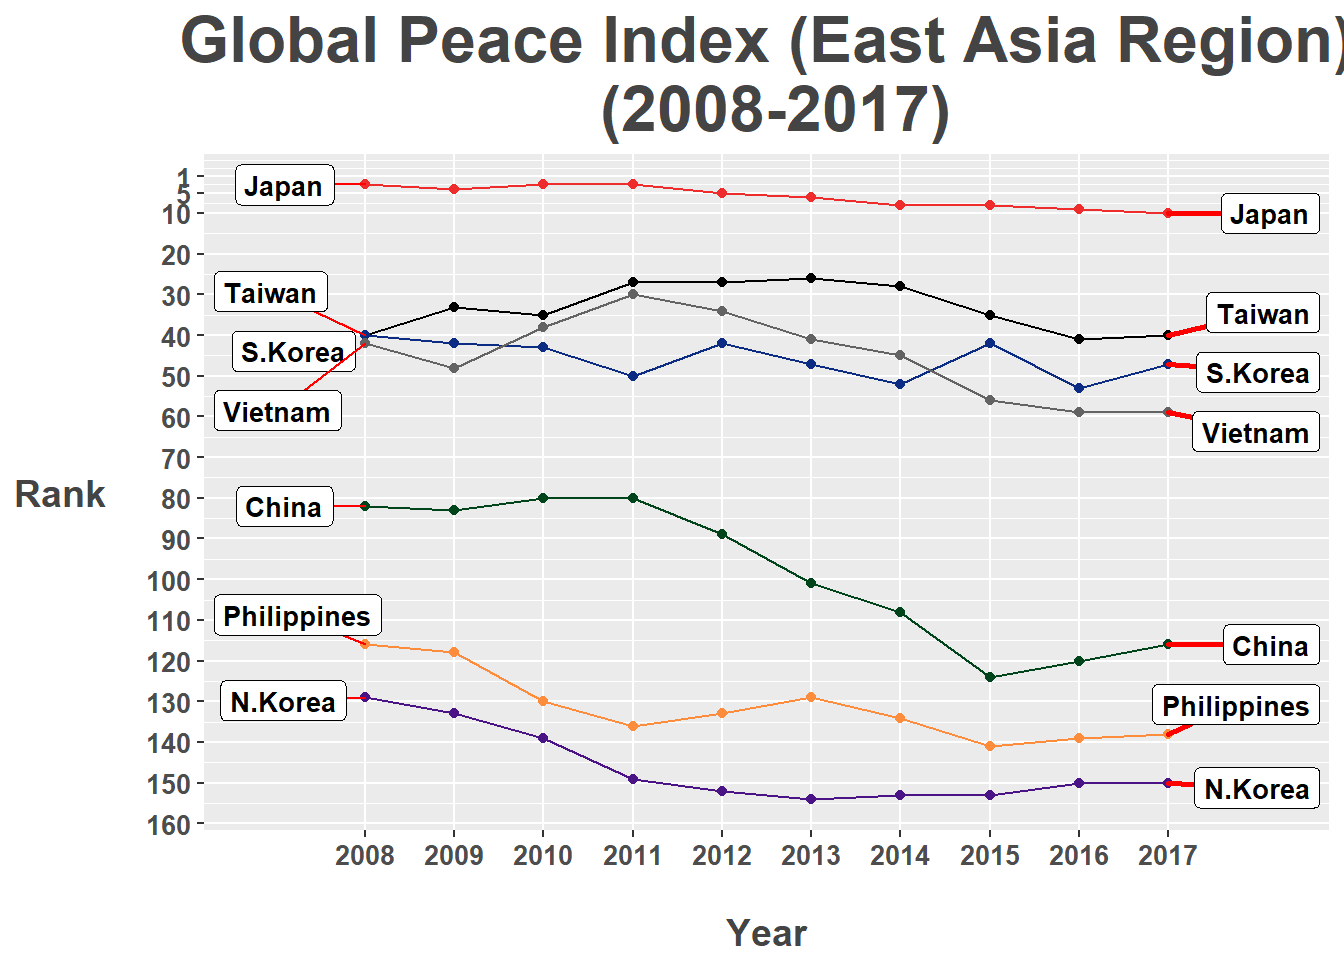 Global Peace Index (East Asia Region)
(2008-2017)
Japan
Taiwan
S.Korea
Vietnam
China
Philippines
N.Korea
Japan
Taiwan
S.Korea
Vietnam
China
Philippines
N.Korea
1
5
10
20
30
40
50
60
70
80
90
100
110
120
130
140
150
160
Rank
2008 2009 2010 2011 2012 2013 2014 2015 2016 2017
Year